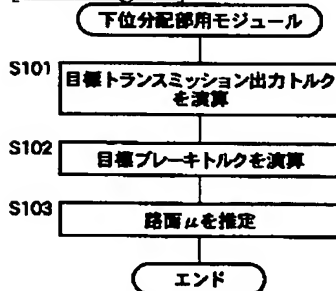 下位分配部用モジュール
S101
目標トランスミッション出力トルク
を演算
S102
目標ブレーキトルクを演算
S103
路面μを推定
エンド